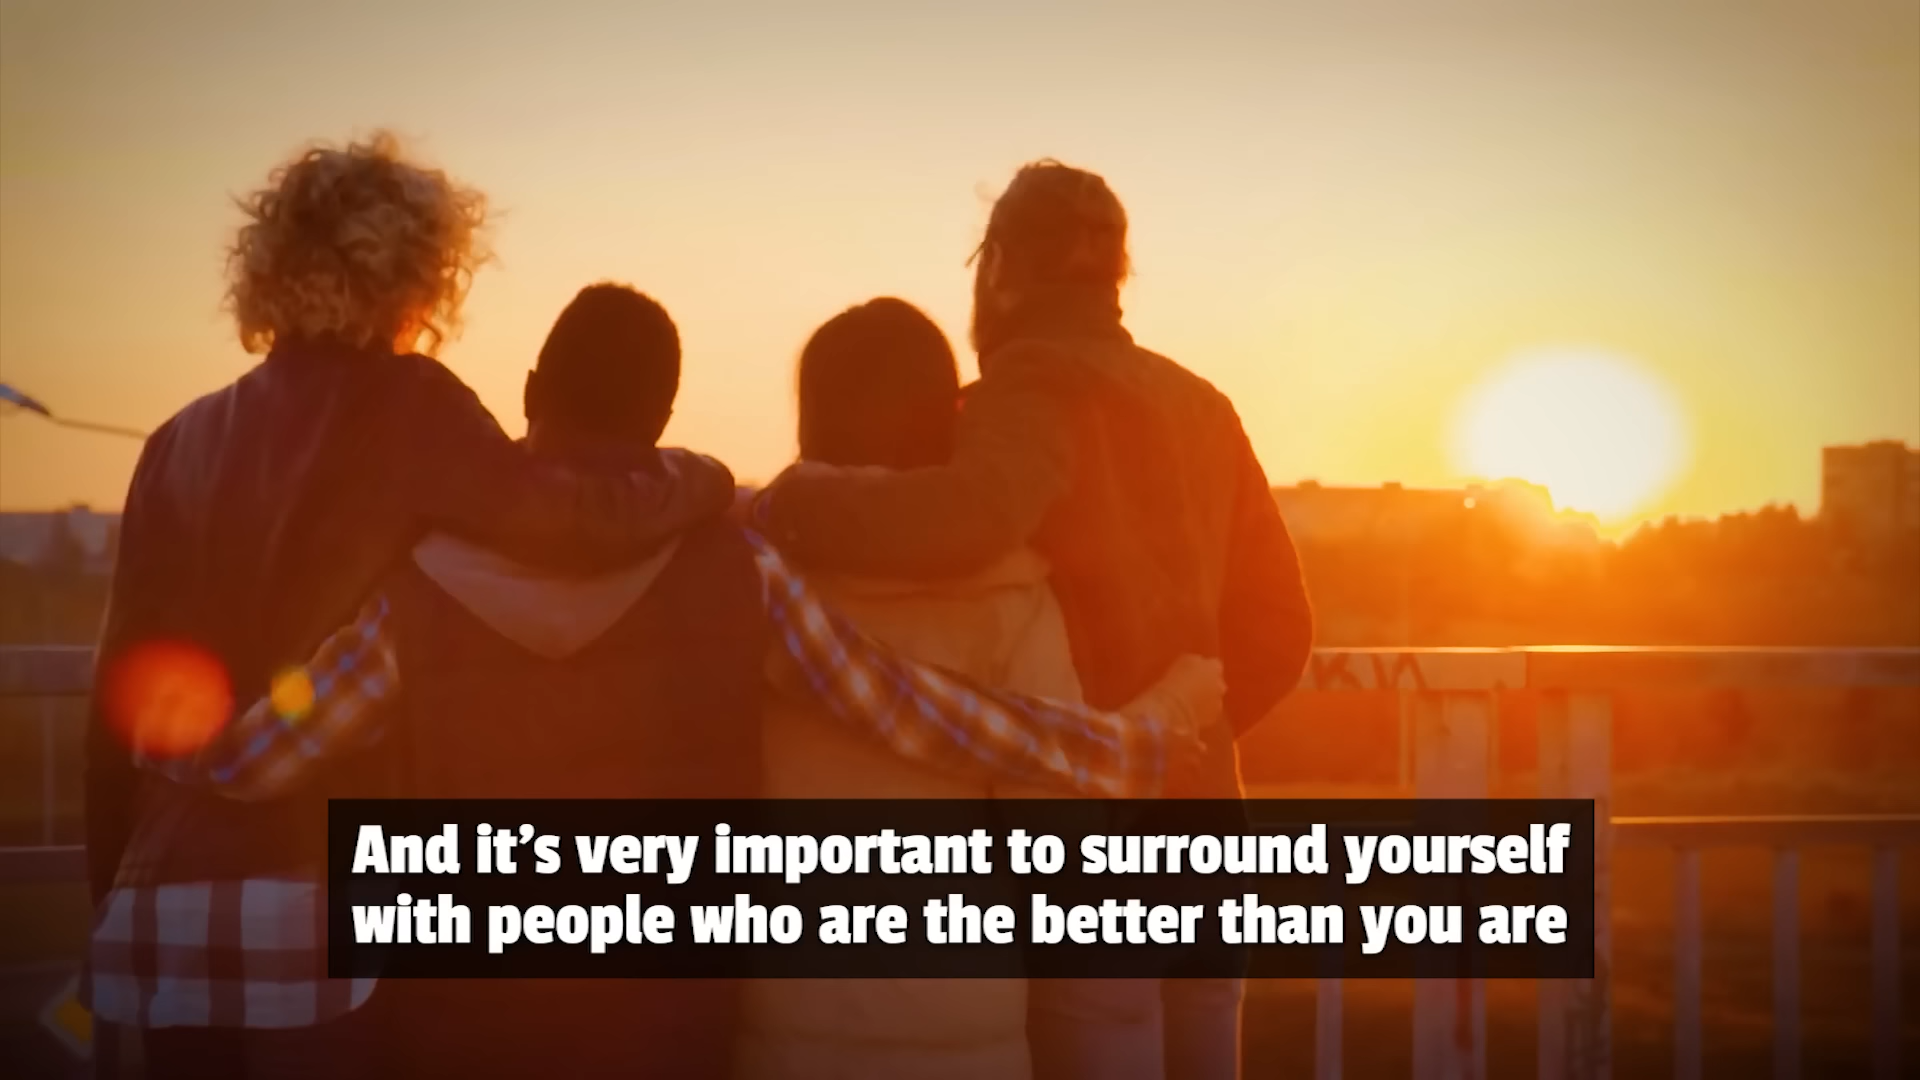 And it’s very important to surround yourself
with people who are the better than you are